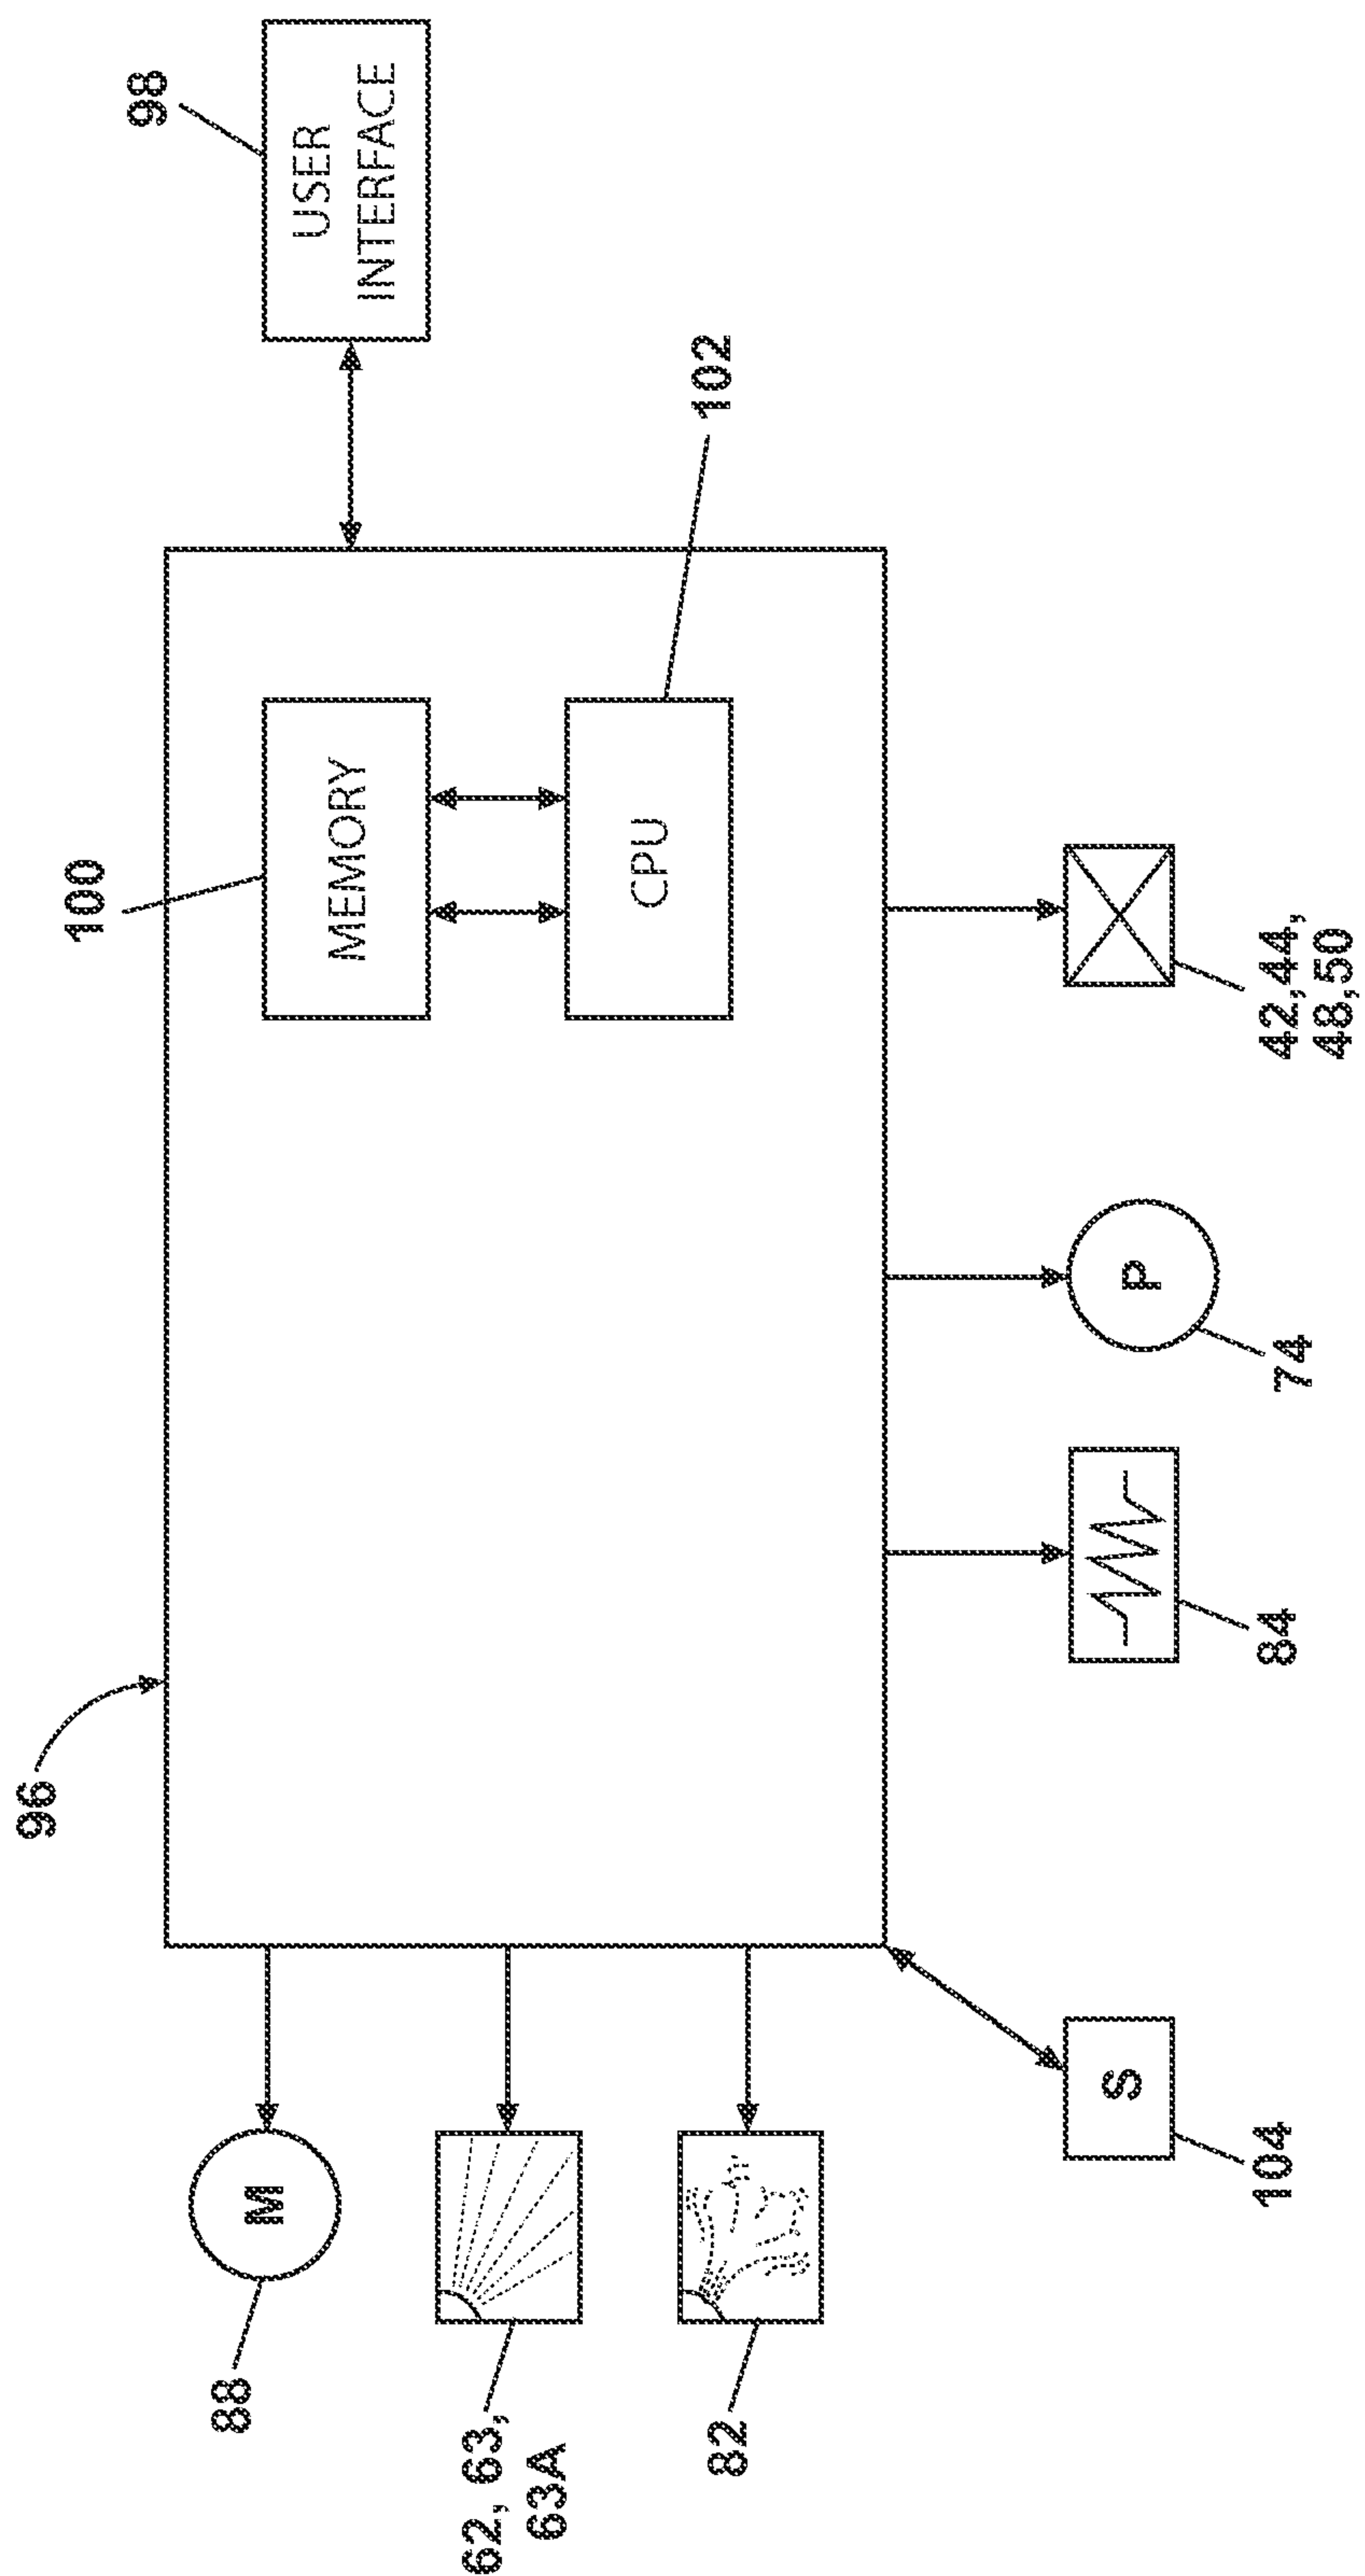 96
100
98
88
M
MEMORY
USER
INTERFACE
62, 63,
63A
CPU
102
82
S
P
104
84
74
42,44,
48,50